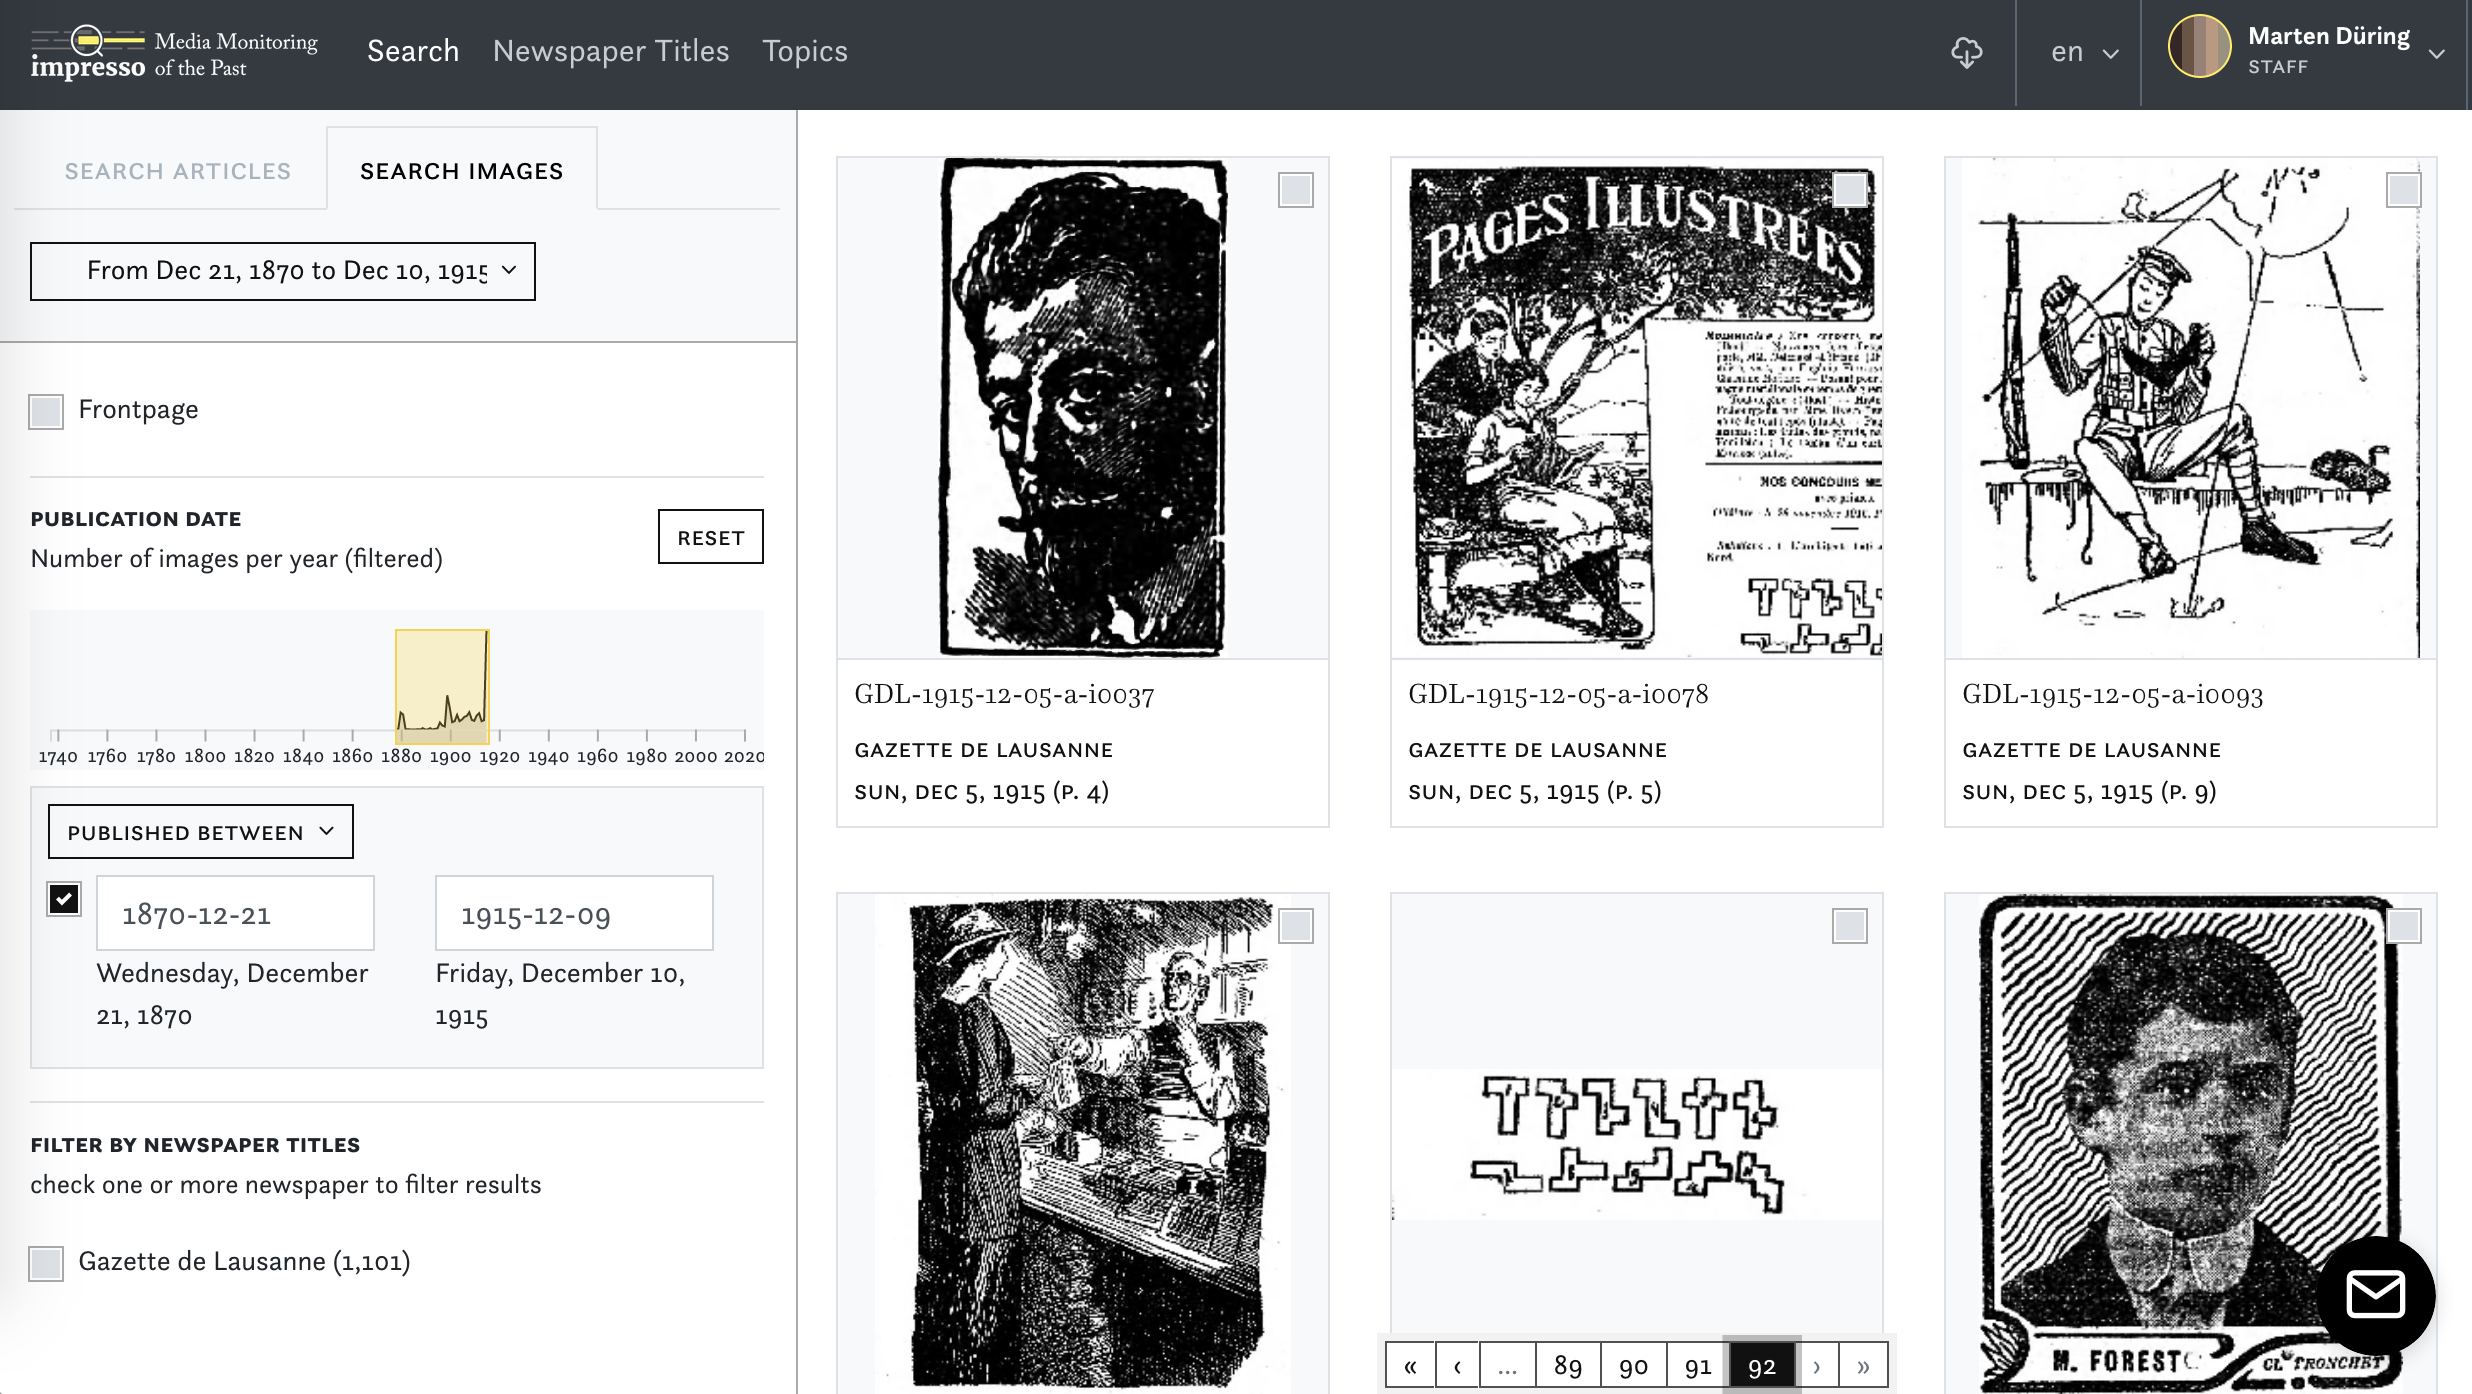 impresso Media Monitoring of the Past
Search Newspaper Titles Topics
en
Marten Düring
STAFF
SEARCH ARTICLES
SEARCH IMAGES
From Dec 21, 1870 to Dec 10, 1915
Frontpage
PUBLICATION DATE
Number of images per year (filtered)
RESET
1740 1760 1780 1800 1820 1840 1860 1880 1900 1920 1940 1960 1980 2000 2020
PUBLISHED BETWEEN
1870-12-21
1915-12-09
Wednesday, December 21, 1870
Friday, December 10, 1915
FILTER BY NEWSPAPER TITLES
check one or more newspaper to filter results
Gazette de Lausanne (1,101)
PAGES ILLUSTRÉES
GDL-1915-12-05-a-i0037
GAZETTE DE LAUSANNE
SUN, DEC 5, 1915 (P. 4)
GDL-1915-12-05-a-i0078
GAZETTE DE LAUSANNE
SUN, DEC 5, 1915 (P. 5)
GDL-1915-12-05-a-i0093
GAZETTE DE LAUSANNE
SUN, DEC 5, 1915 (P. 9)
M. FOREST
« ‹ ... 89 90 91 92 › »